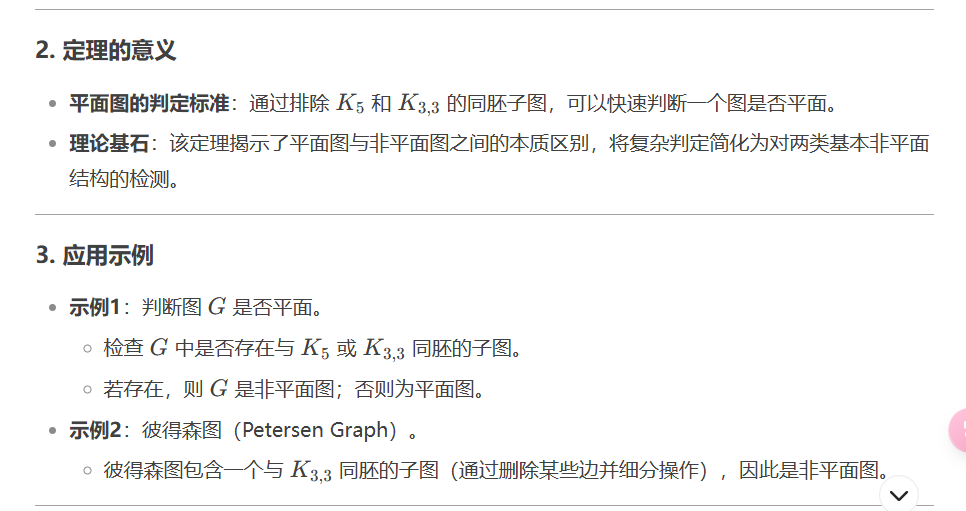 2. 定理的意义
平面图的判定标准：通过排除 K₅ 和 K₃,₃ 的同胚子图，可以快速判断一个图是否平面。
理论基石：该定理揭示了平面图与非平面图之间的本质区别，将复杂判定简化为对两类基本非平面
结构的检测。
3. 应用示例
示例1：判断图 G 是否平面。
检查 G 中是否存在与 K₅ 或 K₃,₃ 同胚的子图。
若存在，则 G 是非平面图；否则为平面图。
示例2：彼得森图（Petersen Graph）。
彼得森图包含一个与 K₃,₃ 同胚的子图（通过删除某些边并细分操作），因此是非平面图。